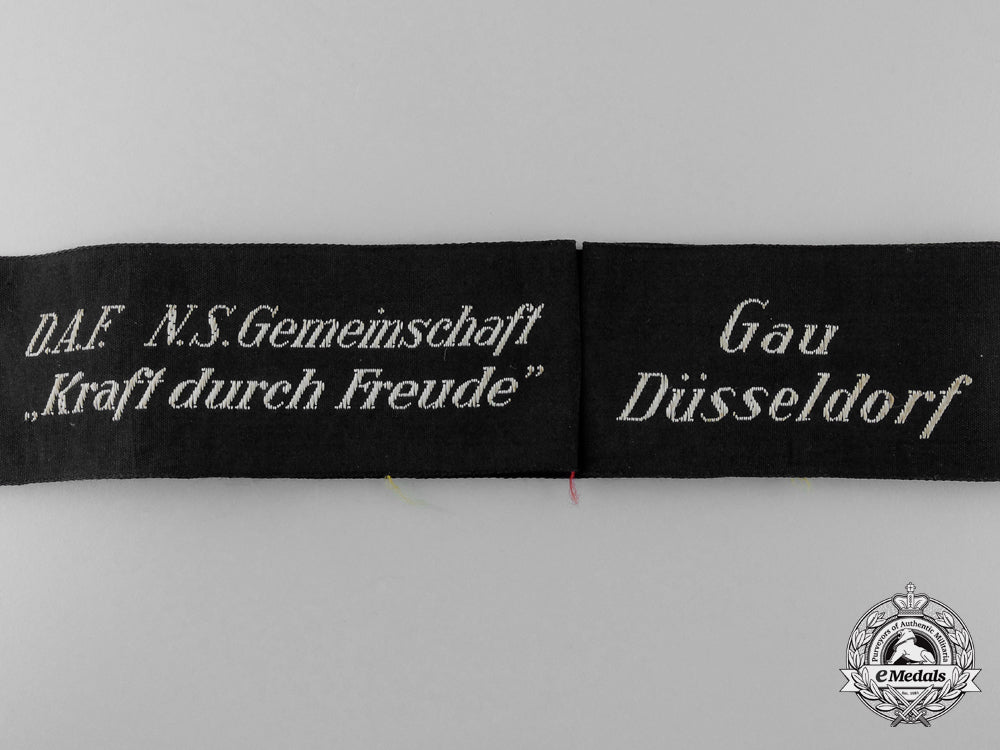 D.A.F. N.S. Gemeinschaft
„Kraft durch Freude”
Gau
Düsseldorf
Purveyors of Authentic Militaria
eMedals